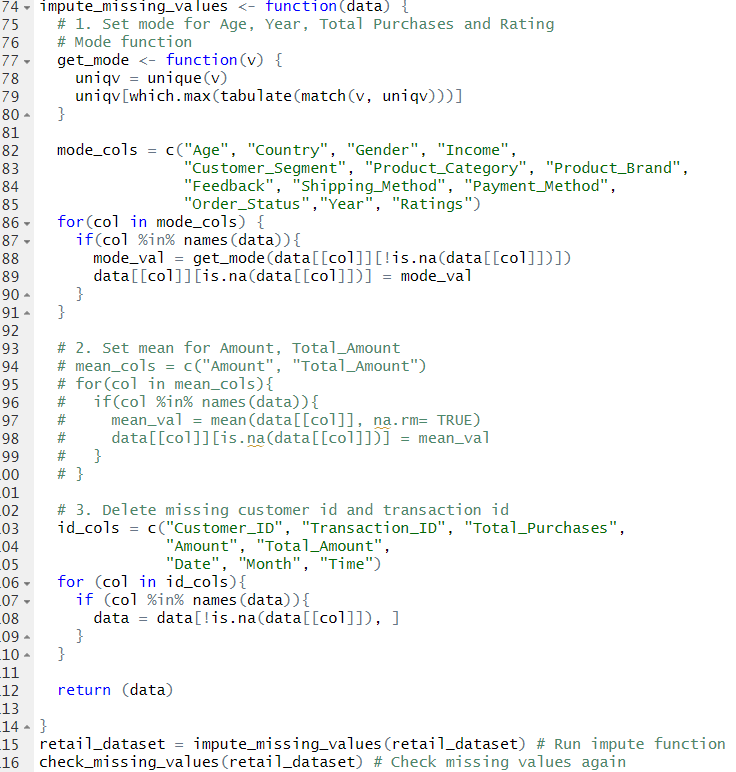 74 impute_missing_values <- function(data) {
75   # 1. Set mode for Age, Year, Total Purchases and Rating
76   # Mode function
77   get_mode <- function(v) {
78     uniqv = unique(v)
79     uniqv[which.max(tabulate(match(v, uniqv)))]
80   }
81
82   mode_cols = c("Age", "Country", "Gender", "Income",
83                 "Customer_Segment", "Product_Category", "Product_Brand",
84                 "Feedback", "Shipping_Method", "Payment_Method",
85                 "Order_Status","Year", "Ratings")
86   for(col in mode_cols) {
87     if(col %in% names(data)){
88       mode_val = get_mode(data[[col]][!is.na(data[[col]])])
89       data[[col]][is.na(data[[col]])] = mode_val
90     }
91   }
92
93   # 2. Set mean for Amount, Total_Amount
94   # mean_cols = c("Amount", "Total_Amount")
95   # for(col in mean_cols){
96   #   if(col %in% names(data)){
97   #     mean_val = mean(data[[col]], na.rm= TRUE)
98   #     data[[col]][is.na(data[[col]])] = mean_val
99   #   }
00   # }
01
02   # 3. Delete missing customer id and transaction id
03   id_cols = c("Customer_ID", "Transaction_ID", "Total_Purchases",
04               "Amount", "Total_Amount",
05               "Date", "Month", "Time")
06   for (col in id_cols){
07     if (col %in% names(data)){
08       data = data[!is.na(data[[col]]), ]
09     }
10   }
11
12   return (data)
13
14 }
15 retail_dataset = impute_missing_values(retail_dataset) # Run impute function
16 check_missing_values(retail_dataset) # Check missing values again